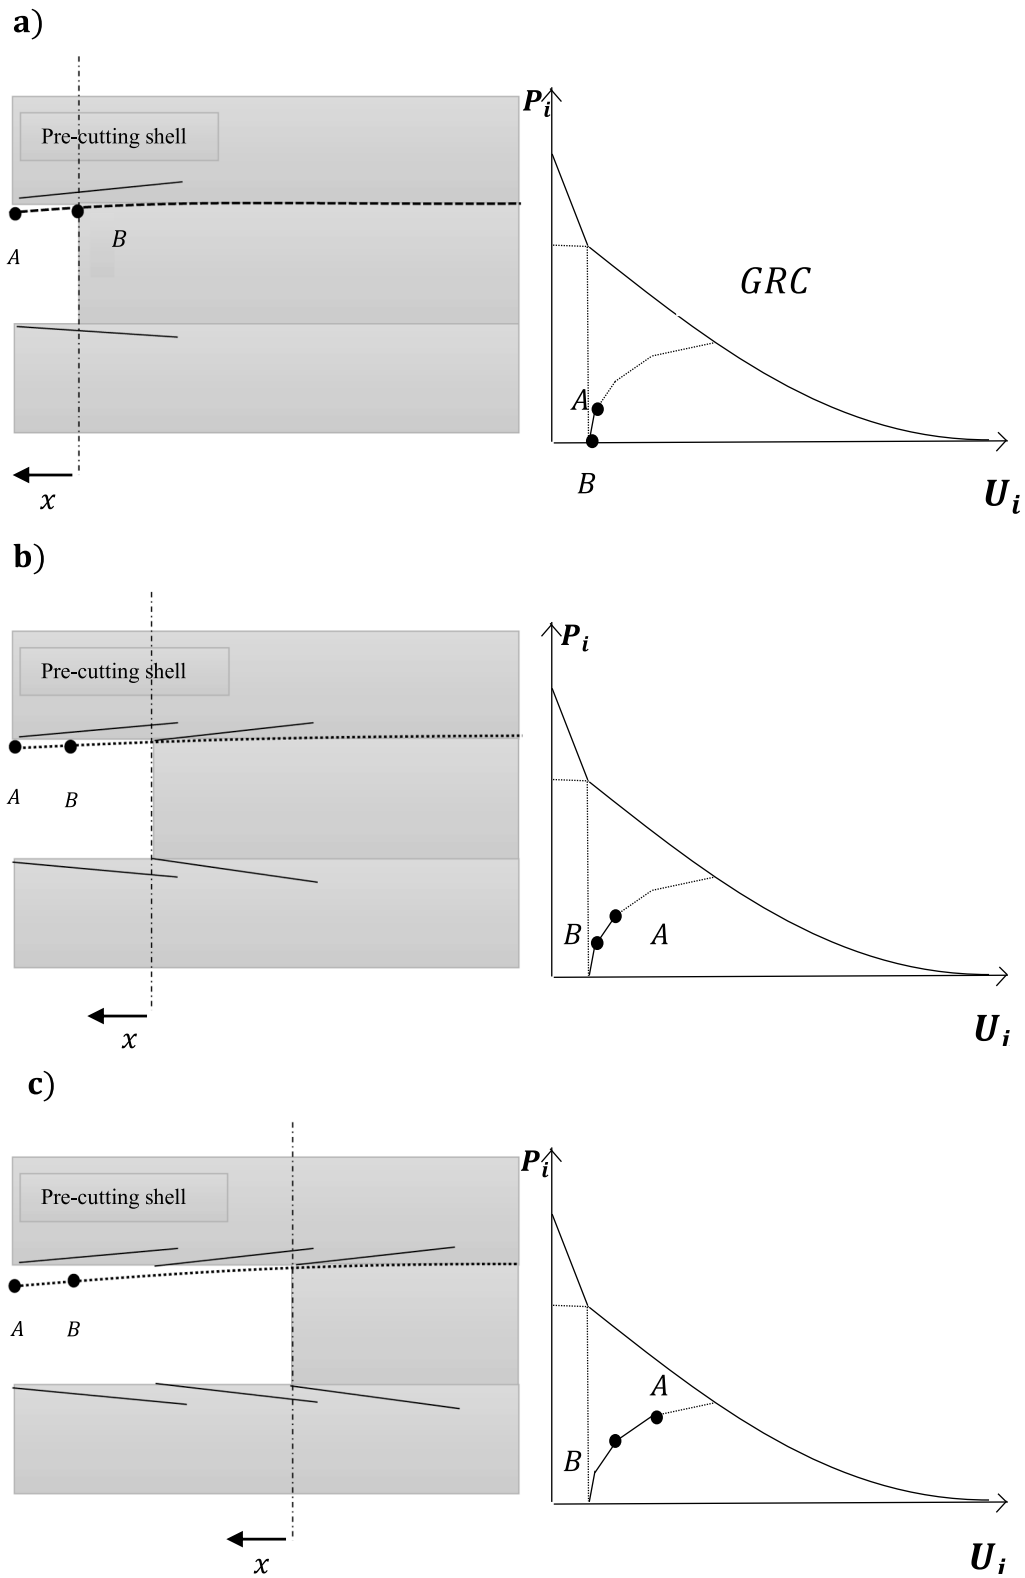 a)
Pre-cutting shell
A
B
x
P_i
GRC
A
B
U_i
b)
Pre-cutting shell
A
B
x
P_i
B
A
U_i
c)
Pre-cutting shell
A
B
x
P_i
A
B
U_i